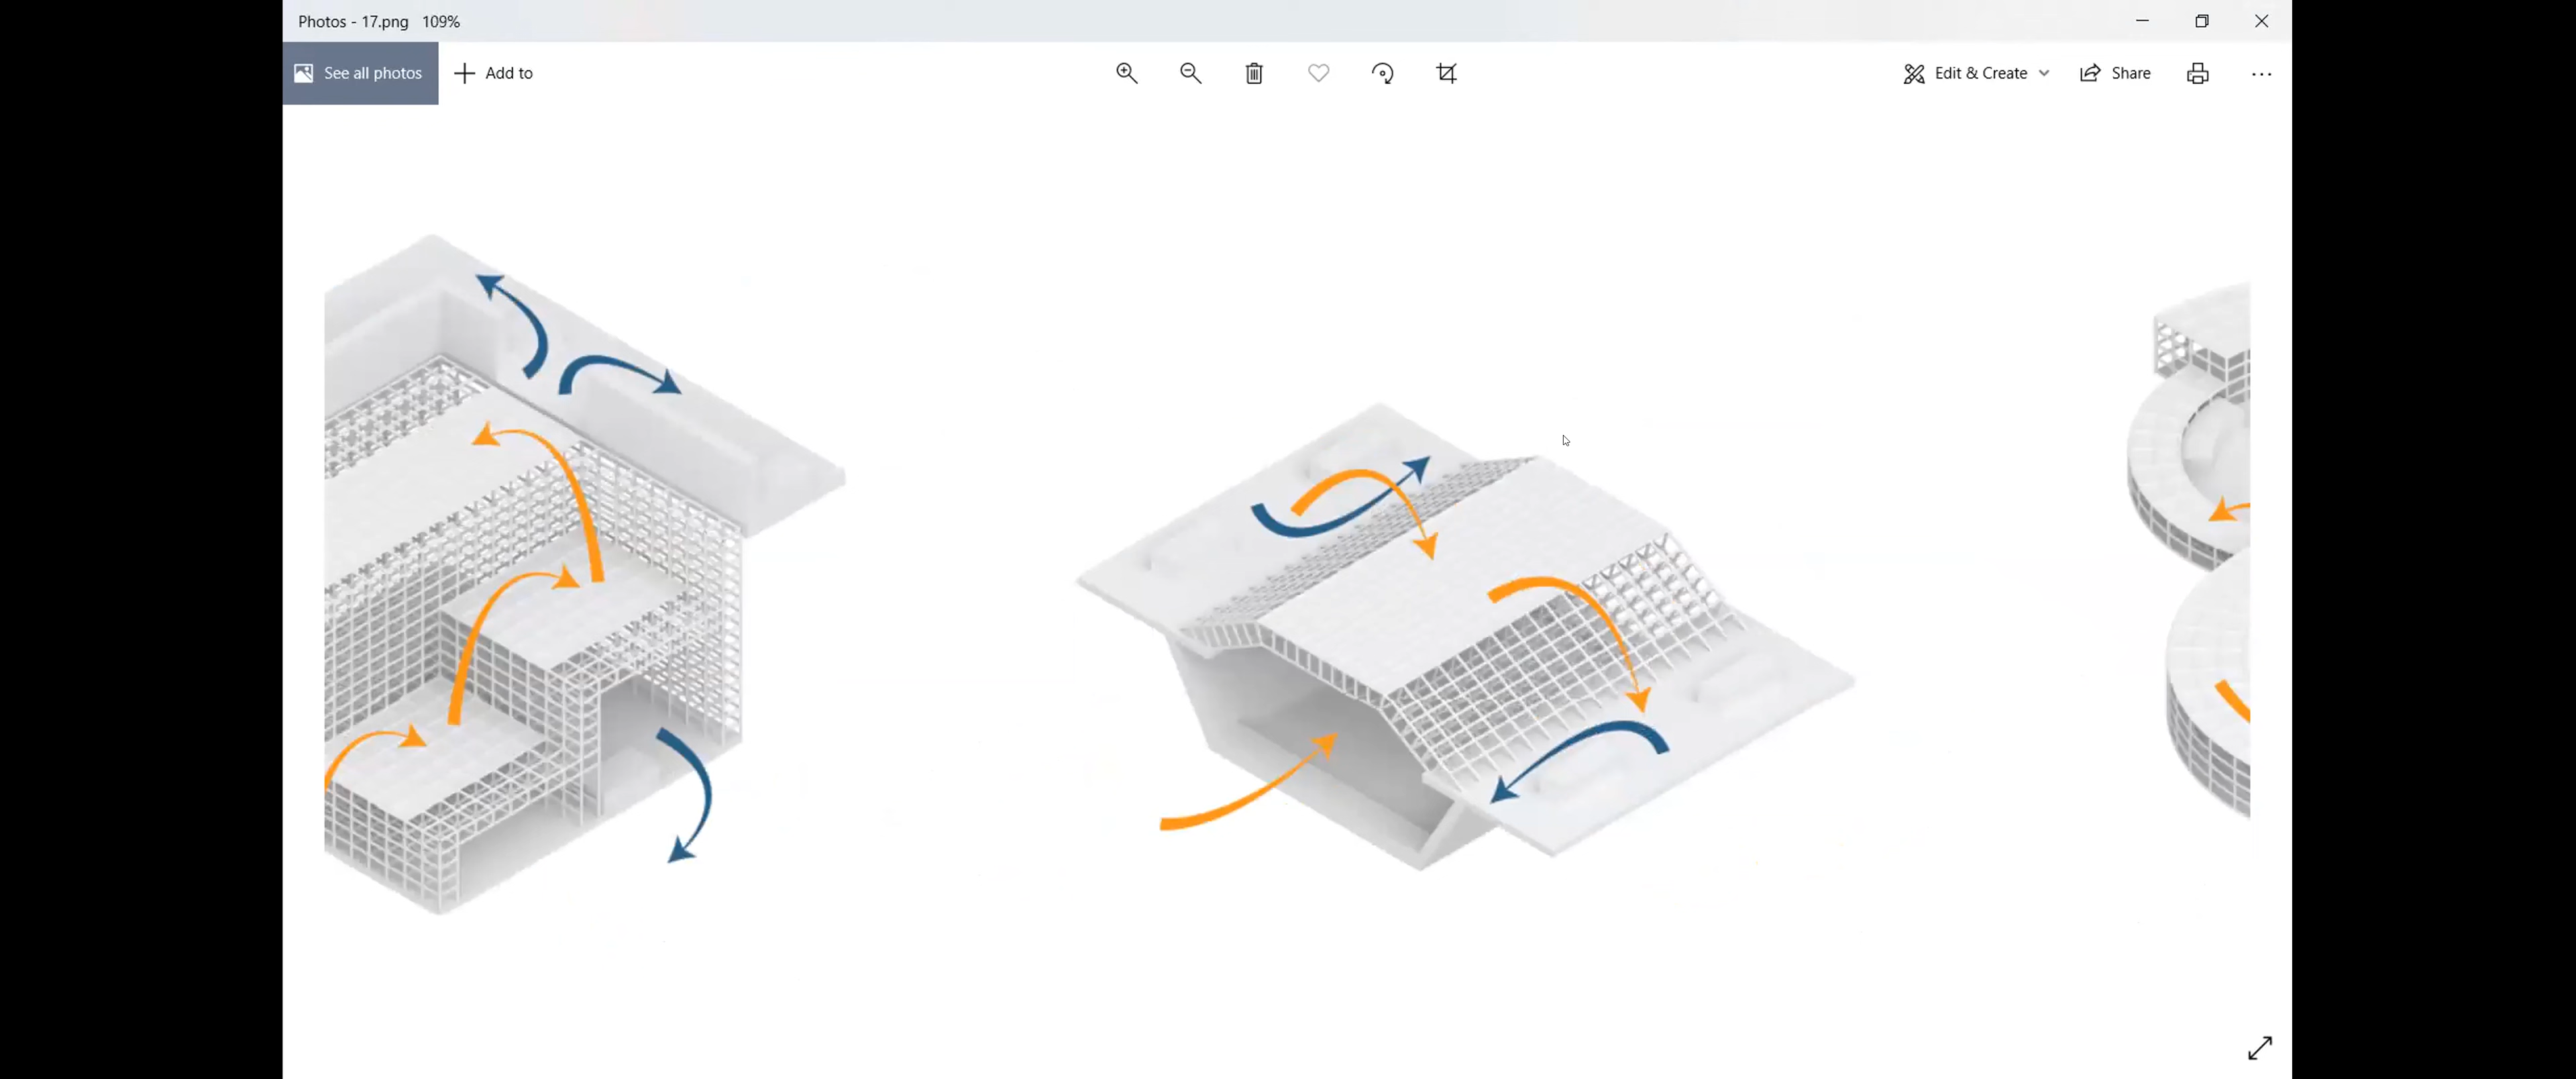 Photos - 17.png 109%
See all photos
Add to
Edit & Create
Share